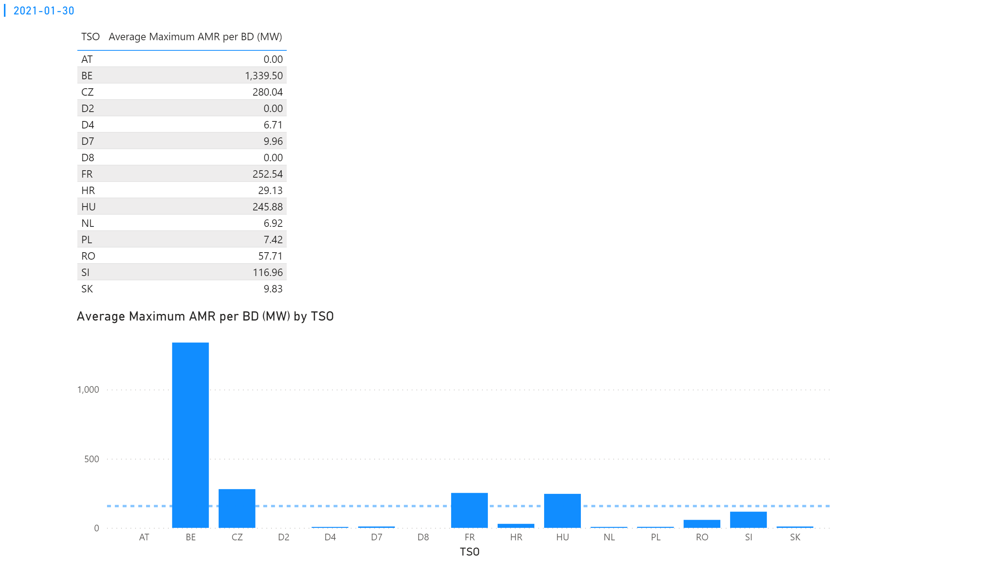 2021-01-30
TSO Average Maximum AMR per BD (MW)
AT 0.00
BE 1,339.50
CZ 280.04
D2 0.00
D4 6.71
D7 9.96
D8 0.00
FR 252.54
HR 29.13
HU 245.88
NL 6.92
PL 7.42
RO 57.71
SI 116.96
SK 9.83
Average Maximum AMR per BD (MW) by TSO
1,000
500
0
AT BE CZ D2 D4 D7 D8 FR HR HU NL PL RO SI SK
TSO